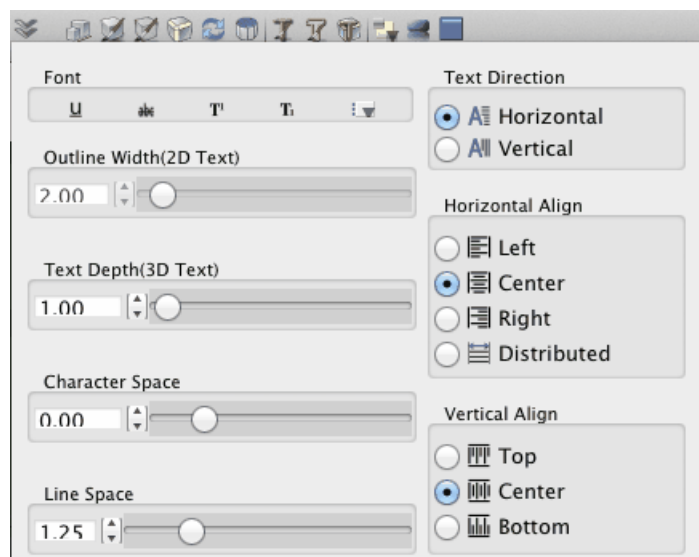 Font
U abc T¹ T₁
Outline Width(2D Text)
2.00
Text Depth(3D Text)
1.00
Character Space
0.00
Line Space
1.25
Text Direction
Horizontal
Vertical
Horizontal Align
Left
Center
Right
Distributed
Vertical Align
Top
Center
Bottom